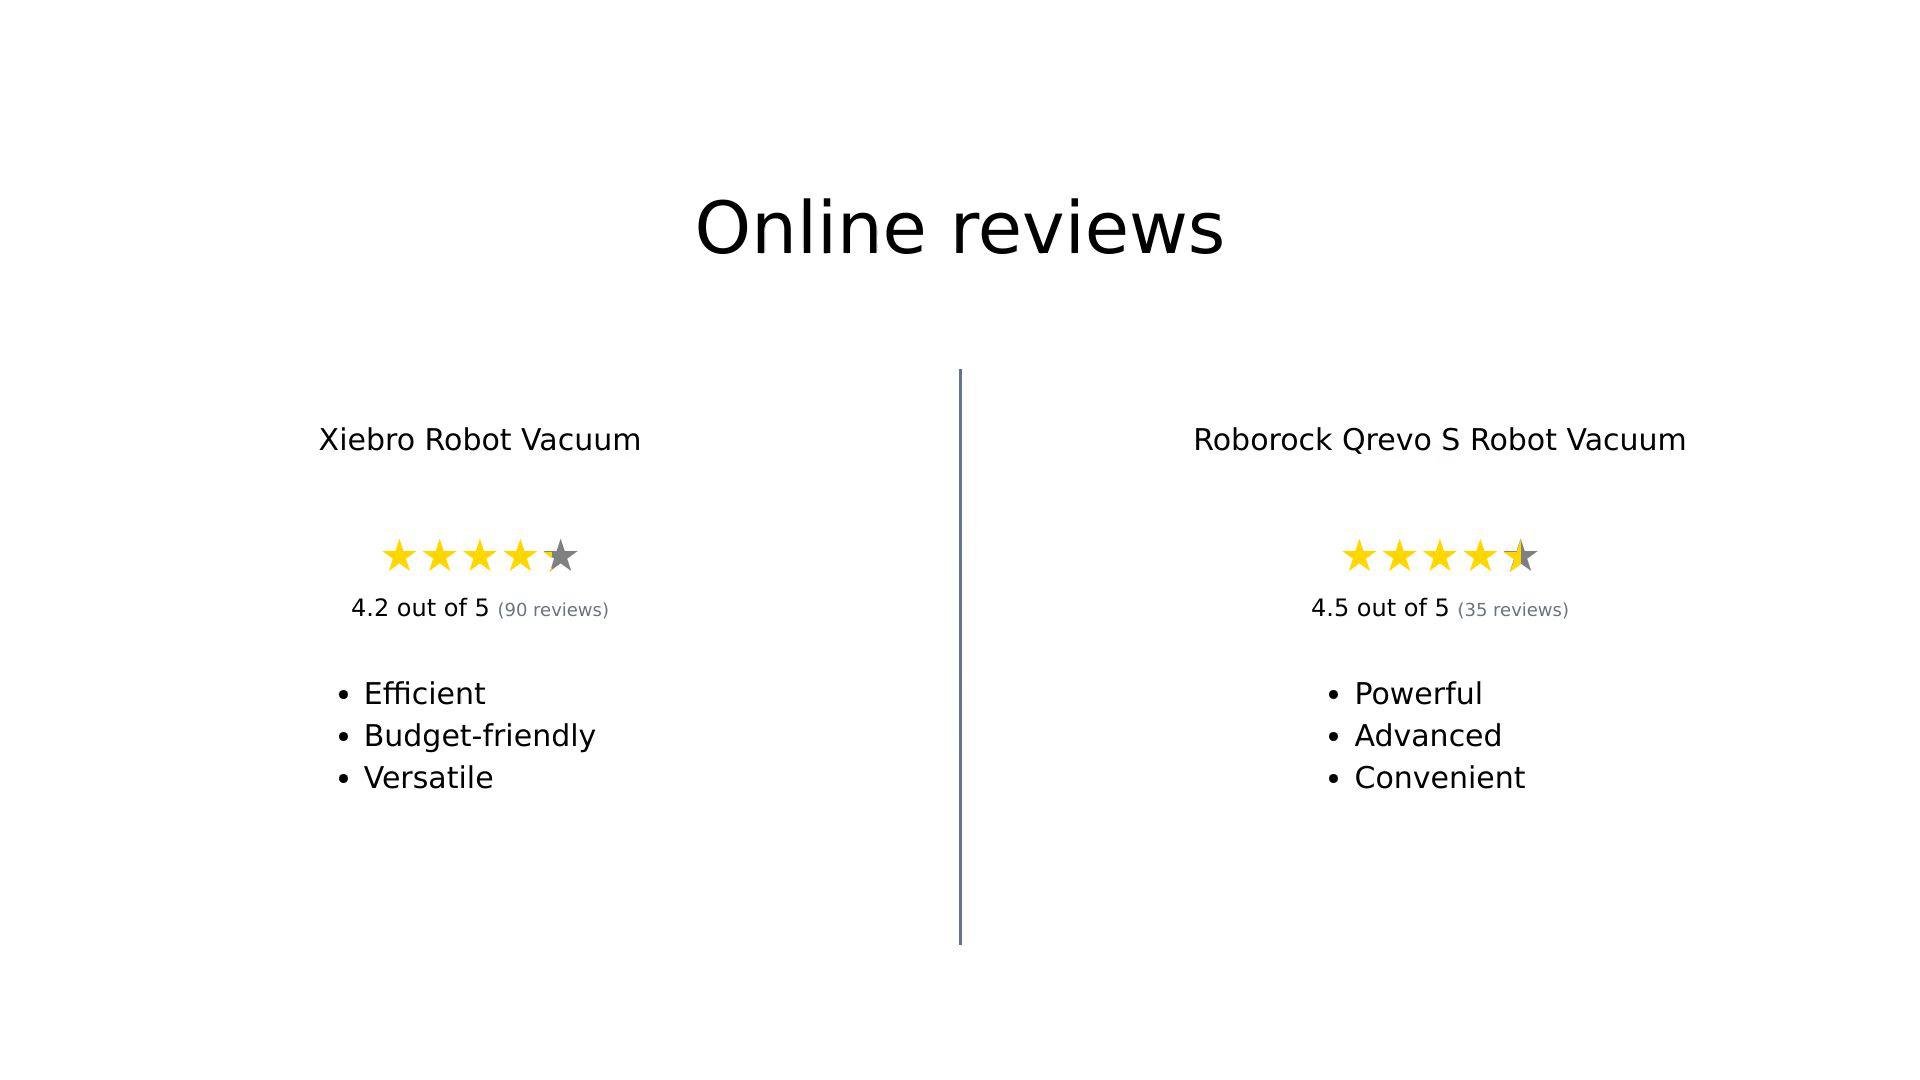 Online reviews
Xiebro Robot Vacuum
4.2 out of 5 (90 reviews)
• Efficient
• Budget-friendly
• Versatile
Roborock Qrevo S Robot Vacuum
4.5 out of 5 (35 reviews)
• Powerful
• Advanced
• Convenient